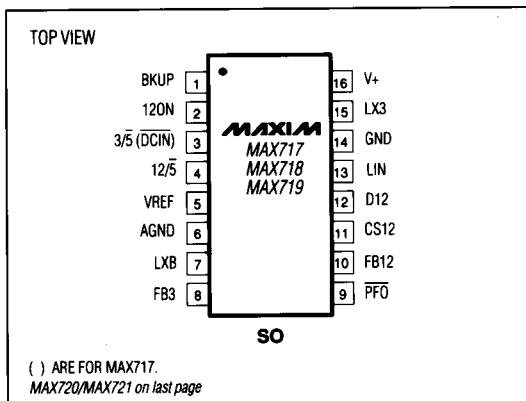 TOP VIEW
BKUP 1
12ON 2
3/5̅ (D̅C̅I̅N̅) 3
12/5̅ 4
VREF 5
AGND 6
LXB 7
FB3 8
MAXIM
MAX717
MAX718
MAX719
16 V+
15 LX3
14 GND
13 LIN
12 D12
11 CS12
10 FB12
9 P̅F̅O̅
SO
( ) ARE FOR MAX717.
MAX720/MAX721 on last page